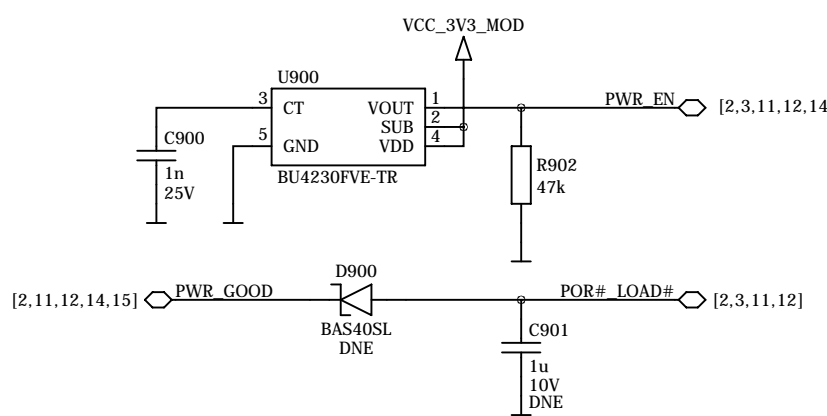 VCC_3V3_MOD
U900
3 CT VOUT 1 PWR_EN [2,3,11,12,14
SUB 2
5 GND VDD 4
C900
1n
25V
BU4230FVE-TR
R902
47k
D900
[2,11,12,14,15] PWR_GOOD POR#_LOAD# [2,3,11,12]
BAS40SL
DNE
C901
1u
10V
DNE